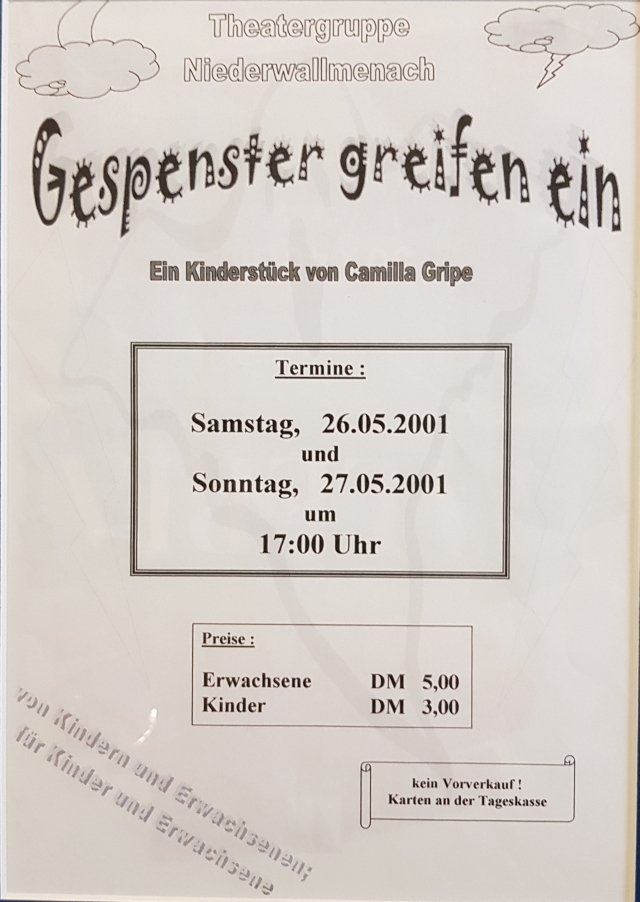 Theatergruppe
Niederwallmenach
Gespenster greifen ein
Ein Kinderstück von Camilla Gripe
Termine :
Samstag, 26.05.2001
und
Sonntag, 27.05.2001
um
17:00 Uhr
Preise :
Erwachsene DM 5,00
Kinder DM 3,00
von Kindern und Erwachsenen;
für Kinder und Erwachsene
kein Vorverkauf !
Karten an der Tageskasse